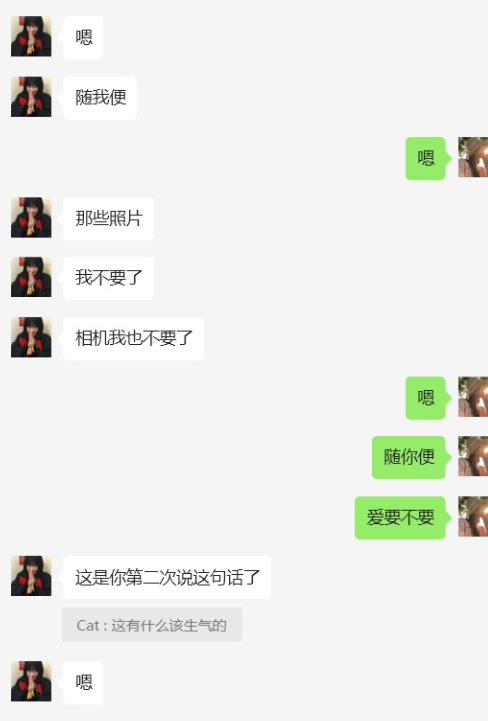 嗯
随我便
嗯
那些照片
我不要了
相机我也不要了
嗯
随你便
爱要不要
这是你第二次说这句话了
Cat : 这有什么该生气的
嗯